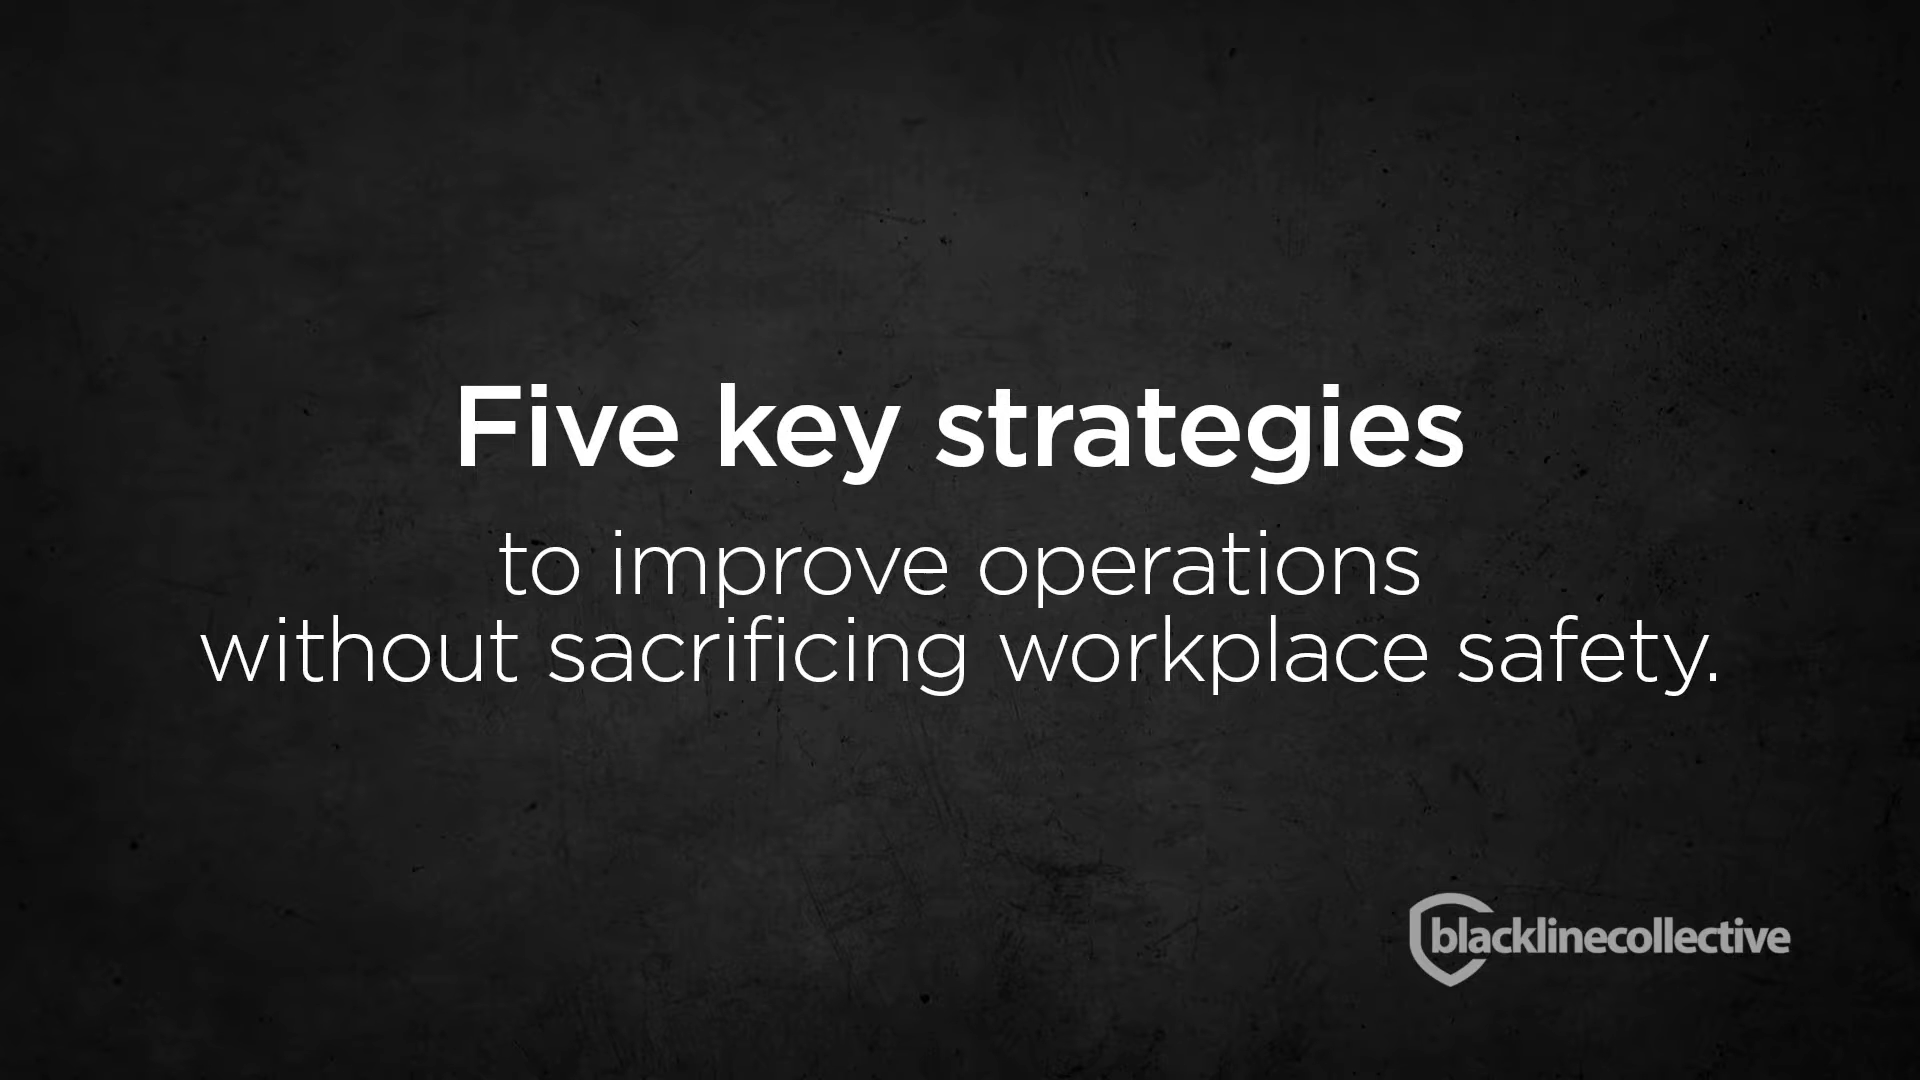 Five key strategies
to improve operations
without sacrificing workplace safety.
blacklinecollective